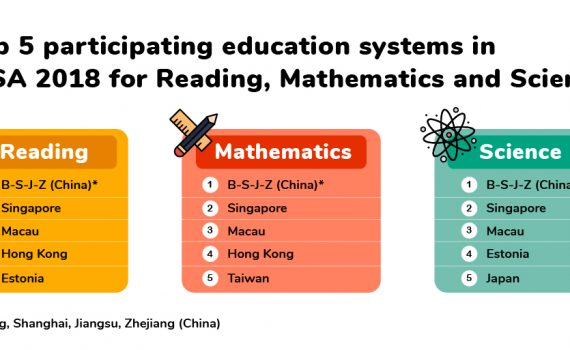 p 5 participating education systems in
SA 2018 for Reading, Mathematics and Scien
Reading
B-S-J-Z (China)*
Singapore
Macau
Hong Kong
Estonia
Mathematics
1 B-S-J-Z (China)*
2 Singapore
3 Macau
4 Hong Kong
5 Taiwan
Science
1 B-S-J-Z (China
2 Singapore
3 Macau
4 Estonia
5 Japan
g, Shanghai, Jiangsu, Zhejiang (China)